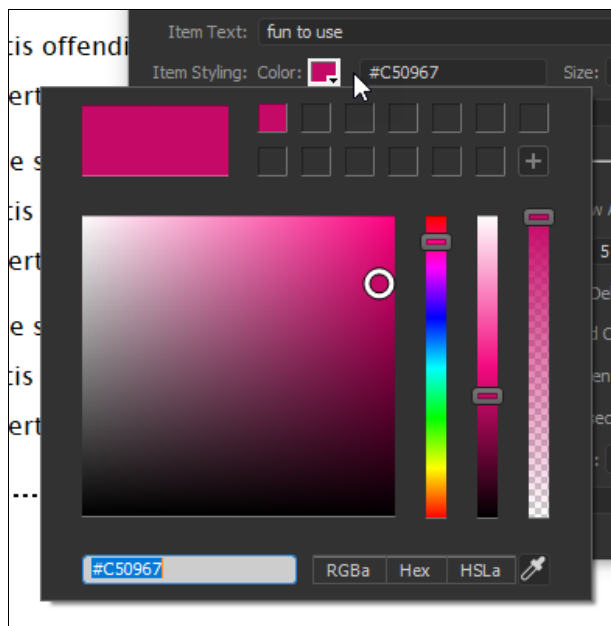 Item Text: fun to use
tis offendi
Item Styling: Color: #C50967 Size:
ert
e s
tis
ert
5
e s
tis
ert
#C50967 RGBa Hex HSLa